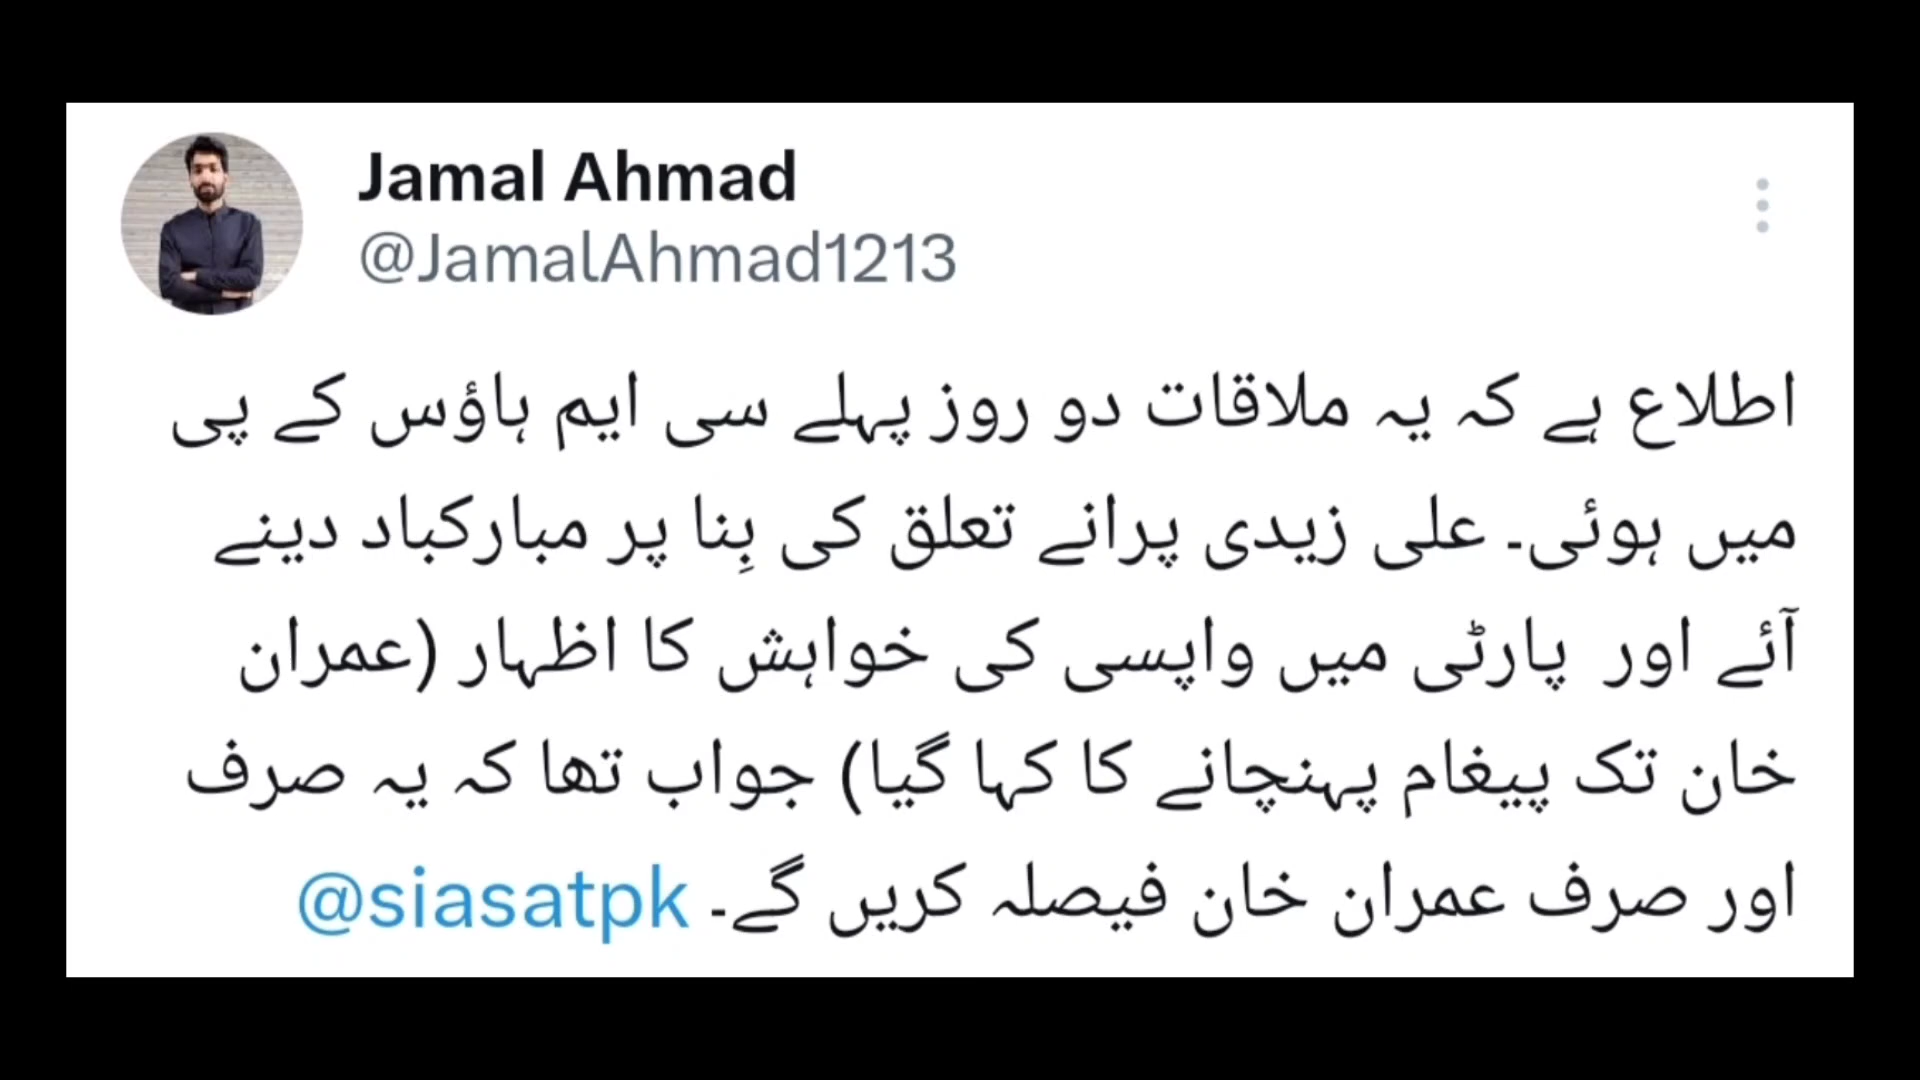 Jamal Ahmad
@JamalAhmad1213
اطلاع ہے کہ یہ ملاقات دو روز پہلے سی ایم ہاؤس کے پی
میں ہوئی۔ علی زیدی پرانے تعلق کی بِنا پر مبارکباد دینے
آئے اور پارٹی میں واپسی کی خواہش کا اظہار (عمران
خان تک پیغام پہنچانے کا کہا گیا) جواب تھا کہ یہ صرف
اور صرف عمران خان فیصلہ کریں گے۔ @siasatpk